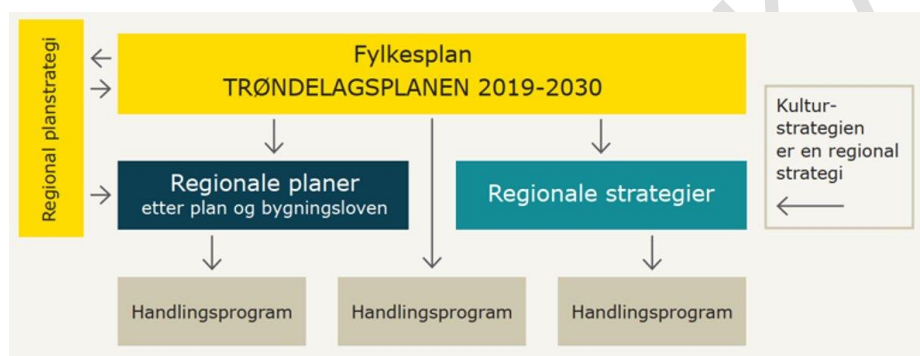 Regional planstrategi
Fylkesplan
TRØNDELAGSPLANEN 2019-2030
Kultur-
strategien
er en regional
strategi
Regionale planer
etter plan og bygningsloven
Regionale strategier
Handlingsprogram
Handlingsprogram
Handlingsprogram